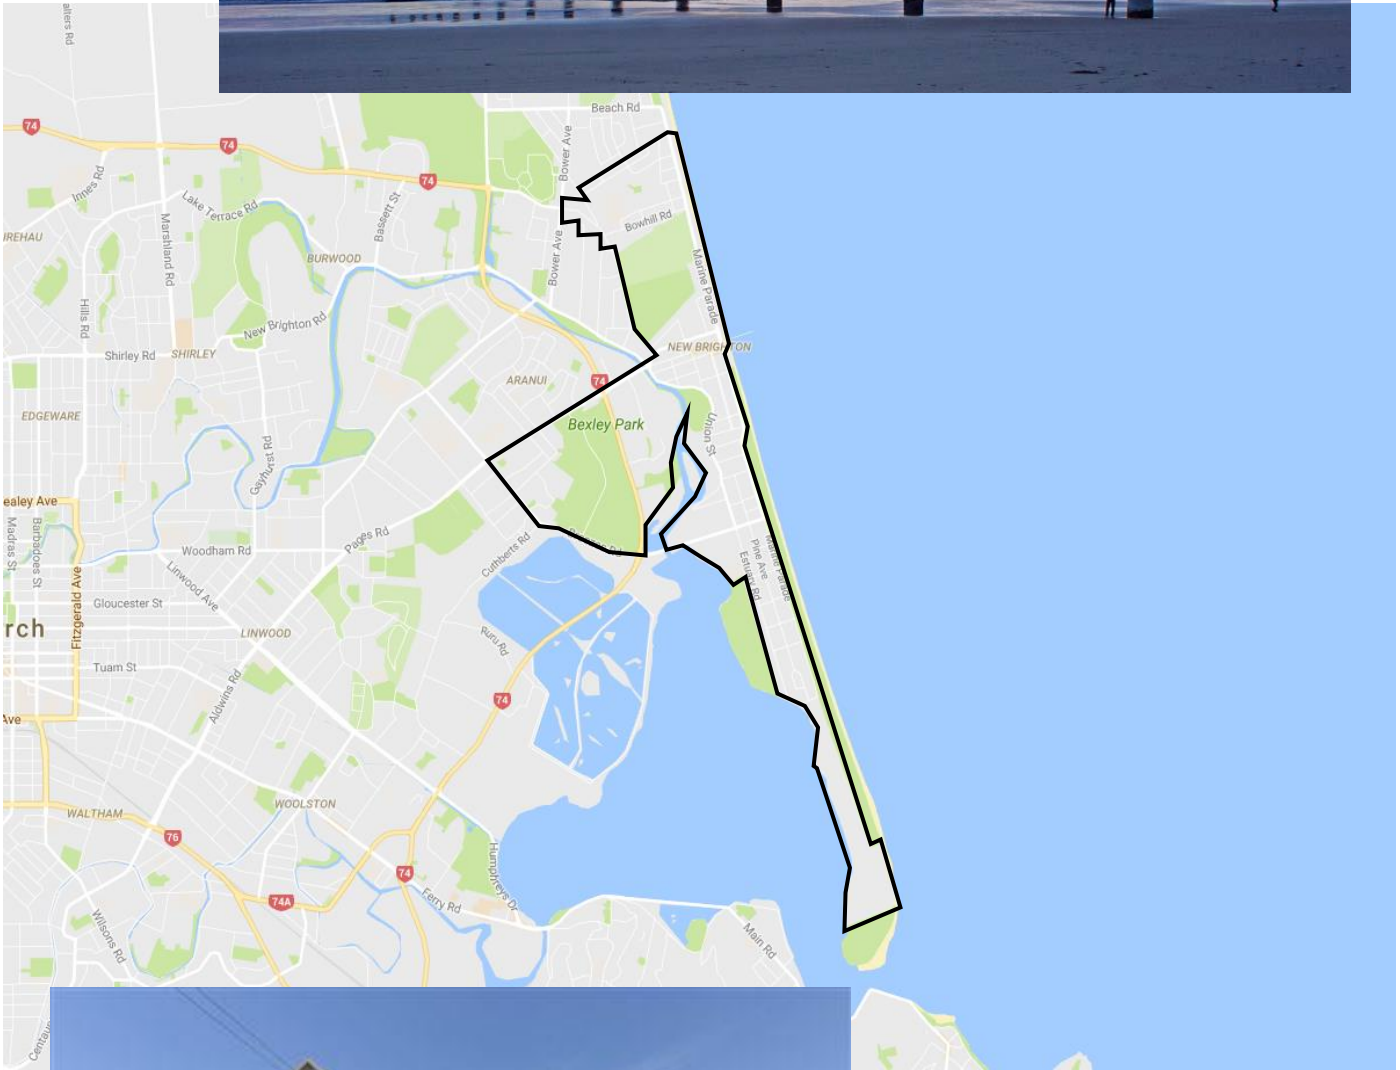 alters Rd
Beach Rd
74
74
74
Bower Ave
Innes Rd
Lake Terrace Rd
Bassett St
Bowhill Rd
IREHAU
Marshland Rd
BURWOOD
Bower Ave
Marine Parade
Hills Rd
New Brighton Rd
Shirley Rd
SHIRLEY
NEW BRIGHTON
ARANUI
74
EDGEWARE
Bexley Park
Union St
Gayhurst Rd
ealey Ave
Madras St
Barbadoes St
Pages Rd
Woodham Rd
Cuthberts Rd
Marine Parade
Pine Ave
Estuary Rd
Linwood Ave
Fitzgerald Ave
Gloucester St
rch
LINWOOD
Ruru Rd
Tuam St
Aldwins Rd
74
Ave
WOOLSTON
WALTHAM
76
Humphreys Dr
74
74A
Ferry Rd
Wilsons Rd
Main Rd
Centau